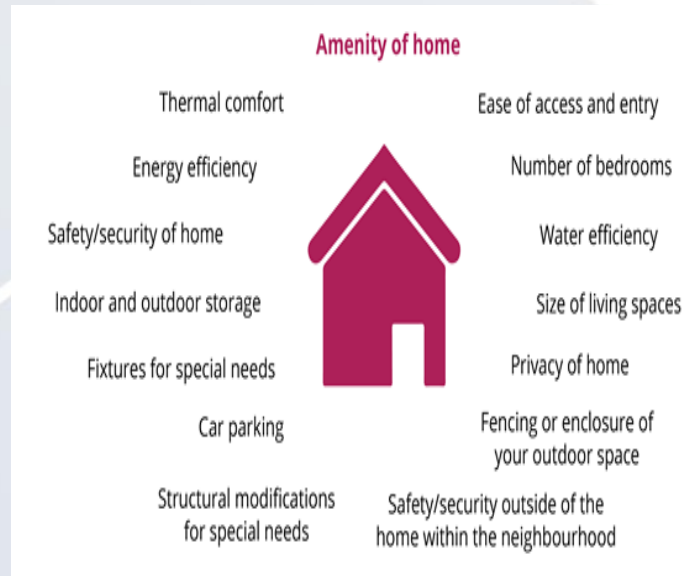 Amenity of home
Thermal comfort
Ease of access and entry
Energy efficiency
Number of bedrooms
Safety/security of home
Water efficiency
Indoor and outdoor storage
Size of living spaces
Fixtures for special needs
Privacy of home
Car parking
Fencing or enclosure of
your outdoor space
Structural modifications
for special needs
Safety/security outside of the
home within the neighbourhood